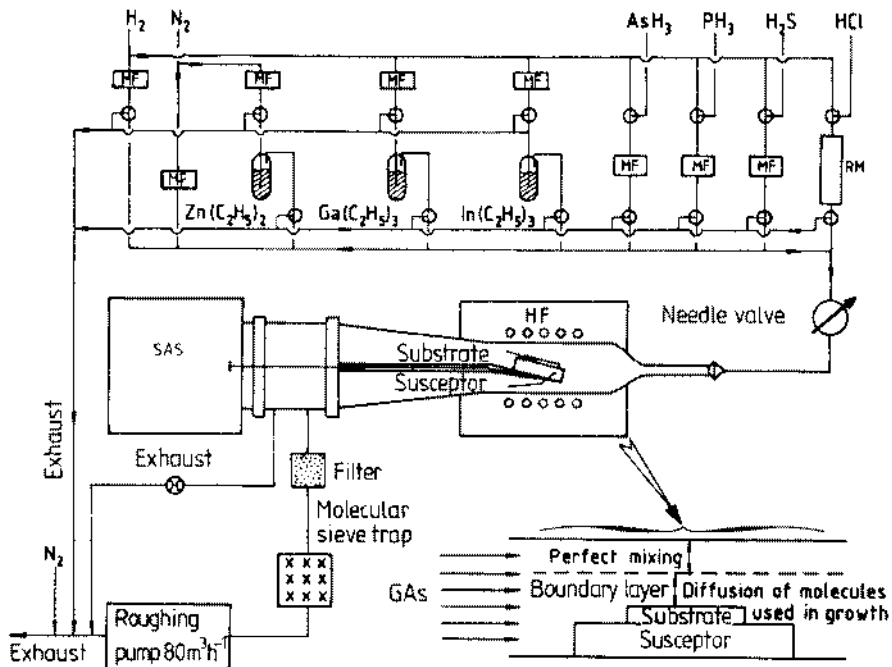 H₂ N₂ AsH₃ PH₃ H₂S HCl
MF MF MF MF
MF MF MF MF RM
Zn(C₂H₅)₂ Ga(C₂H₅)₃ In(C₂H₅)₃
HF
Needle valve
SAS
Substrate
Susceptor
Exhaust
Exhaust
Filter
Molecular
sieve trap
N₂
Roughing
pump 80m³h⁻¹
Exhaust
Perfect mixing
GAs
Boundary layer
Diffusion of molecules
used in growth
Substrate
Susceptor